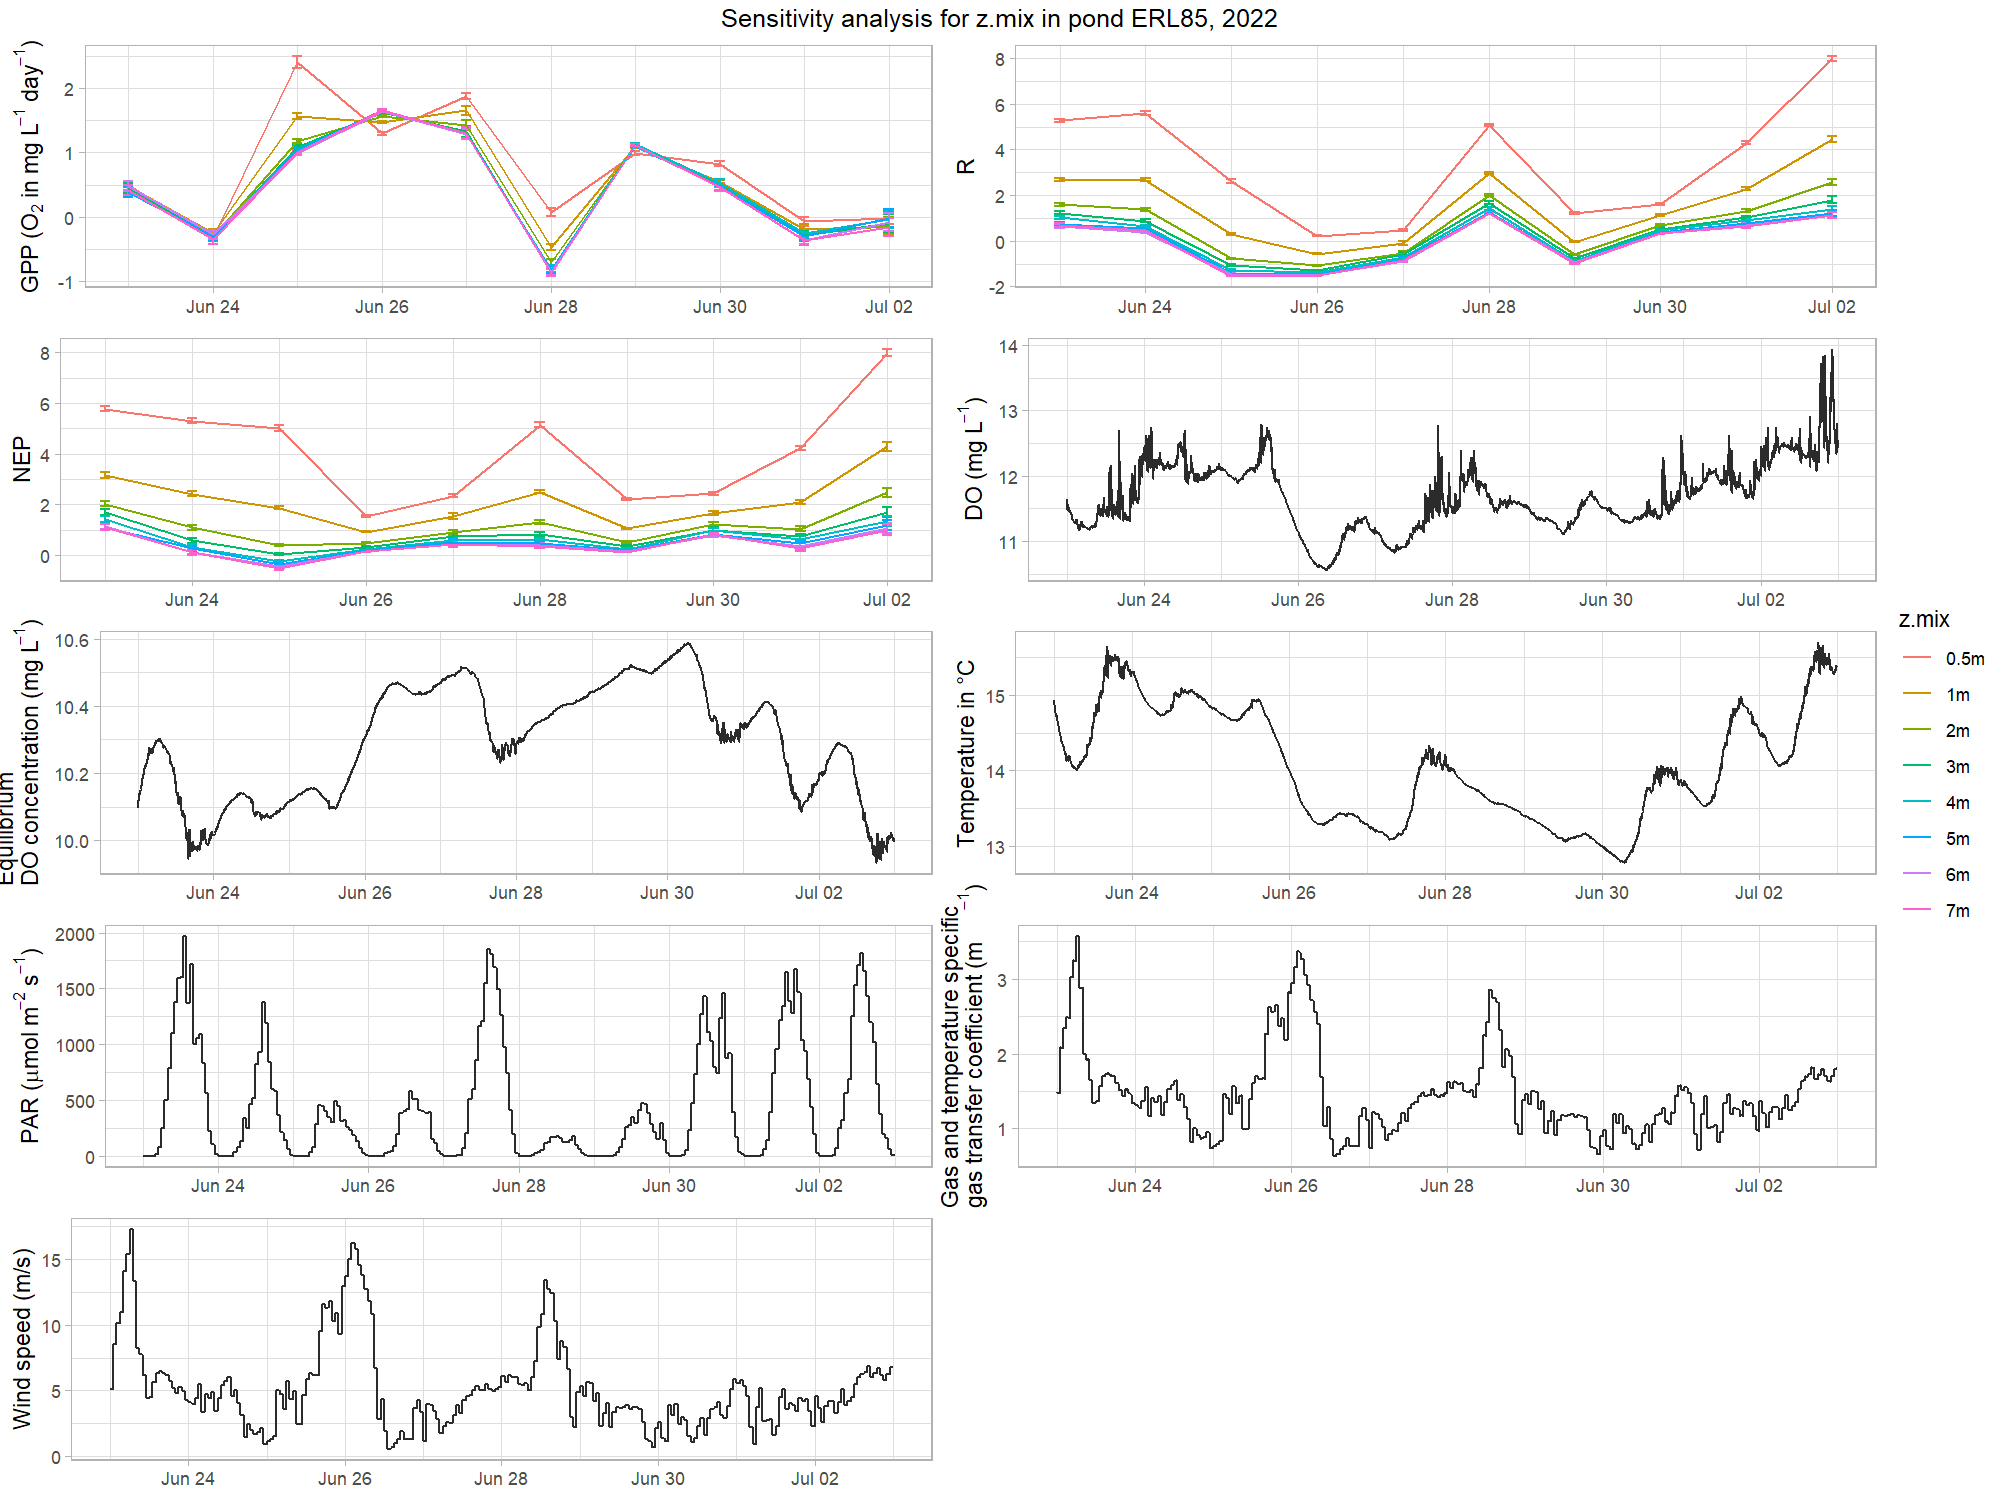 Sensitivity analysis for z.mix in pond ERL85, 2022
GPP (O₂ in mg L⁻¹ day⁻¹)
2
1
0
-1
Jun 24 Jun 26 Jun 28 Jun 30 Jul 02
R
8
6
4
2
0
-2
Jun 24 Jun 26 Jun 28 Jun 30 Jul 02
NEP
8
6
4
2
0
Jun 24 Jun 26 Jun 28 Jun 30 Jul 02
DO (mg L⁻¹)
14
13
12
11
Jun 24 Jun 26 Jun 28 Jun 30 Jul 02
Equilibrium
DO concentration (mg L⁻¹)
10.6
10.4
10.2
10.0
Jun 24 Jun 26 Jun 28 Jun 30 Jul 02
Temperature in °C
15
14
13
Jun 24 Jun 26 Jun 28 Jun 30 Jul 02
PAR (μmol m⁻² s⁻¹)
2000
1500
1000
500
0
Jun 24 Jun 26 Jun 28 Jun 30 Jul 02
Gas and temperature specific
gas transfer coefficient (m ⁻¹)
3
2
1
Jun 24 Jun 26 Jun 28 Jun 30 Jul 02
Wind speed (m/s)
15
10
5
0
Jun 24 Jun 26 Jun 28 Jun 30 Jul 02
z.mix
0.5m
1m
2m
3m
4m
5m
6m
7m